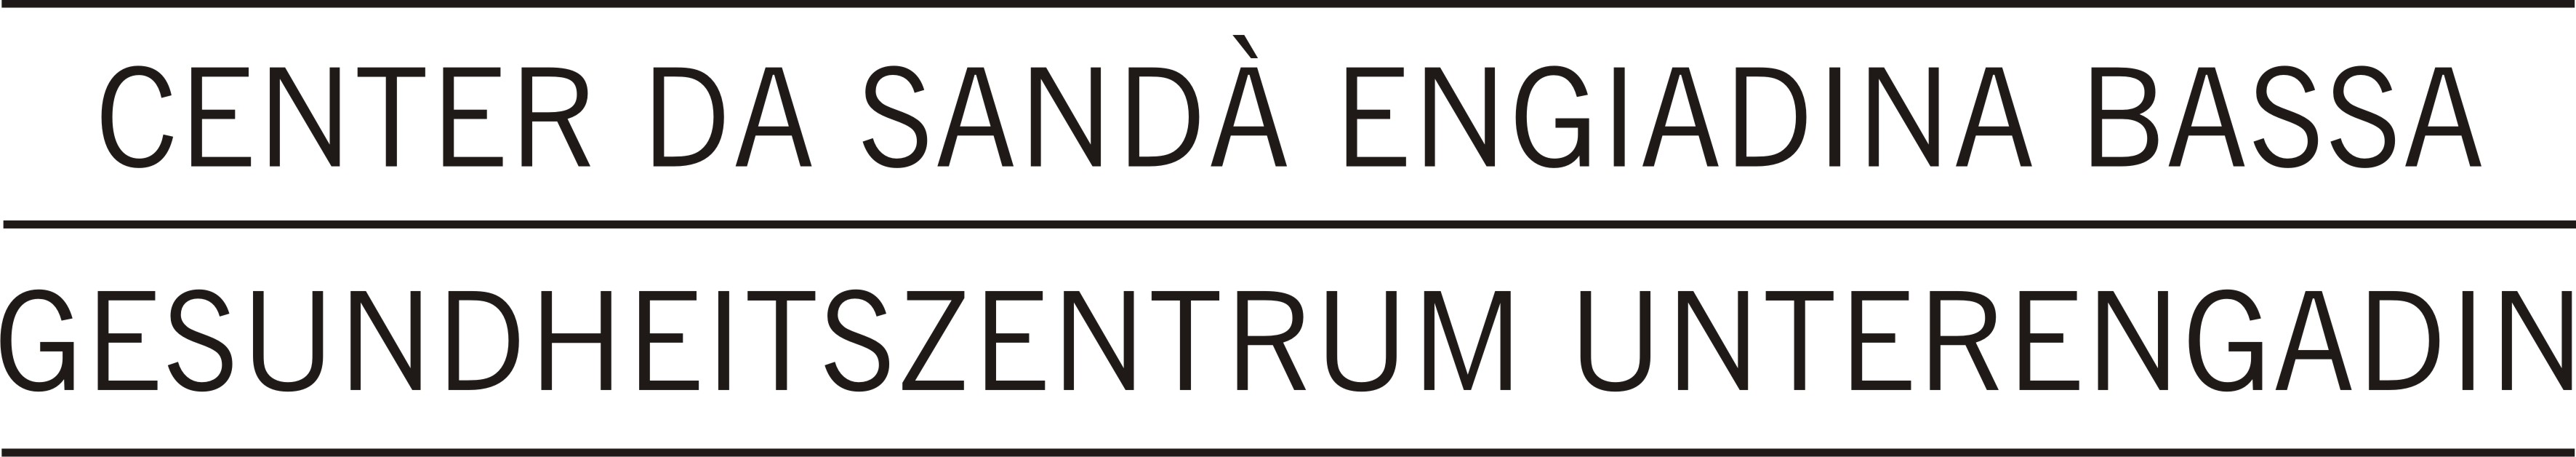 CENTER DA SANDÀ ENGIADINA BASSA
GESUNDHEITSZENTRUM UNTERENGADIN